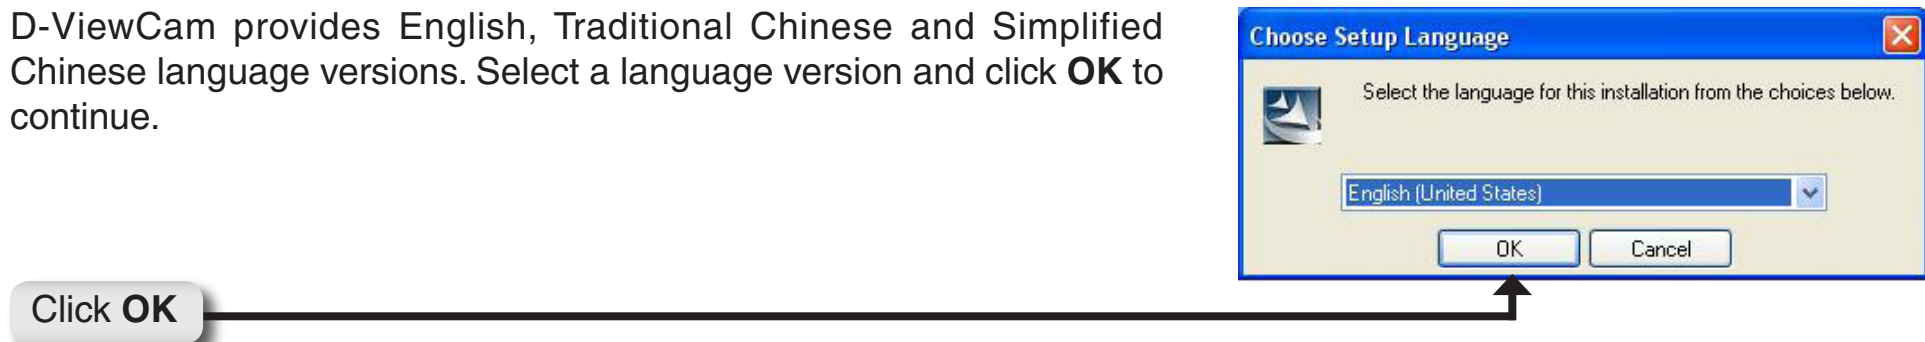 D-ViewCam provides English, Traditional Chinese and Simplified
Chinese language versions. Select a language version and click OK to
continue.
Choose Setup Language
Select the language for this installation from the choices below.
English (United States)
OK
Cancel
Click OK